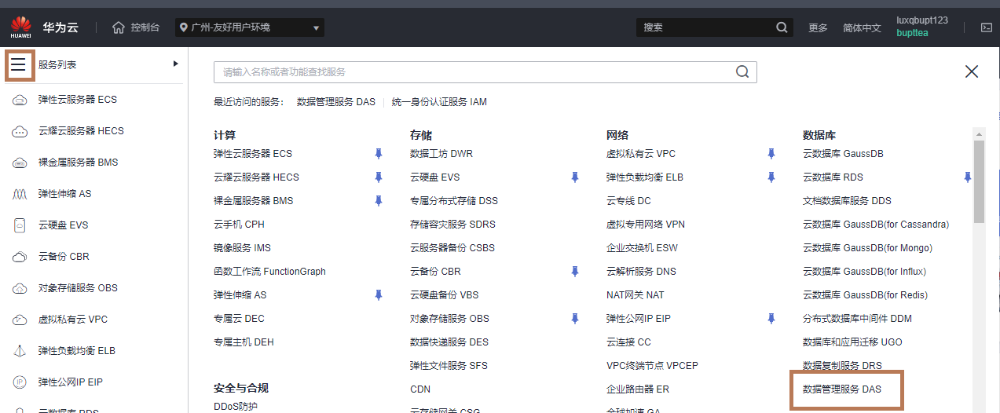 HUAWEI
华为云
控制台
广州-友好用户环境
搜索
更多
简体中文
luxqbupt123
bupttea
服务列表
弹性云服务器 ECS
云耀云服务器 HECS
裸金属服务器 BMS
弹性伸缩 AS
云硬盘 EVS
云备份 CBR
对象存储服务 OBS
虚拟私有云 VPC
弹性负载均衡 ELB
IP
弹性公网IP EIP
云数据库 RDS
请输入名称或者功能查找服务
最近访问的服务：
数据管理服务 DAS
统一身份认证服务 IAM
计算
弹性云服务器 ECS
云耀云服务器 HECS
裸金属服务器 BMS
云手机 CPH
镜像服务 IMS
函数工作流 FunctionGraph
弹性伸缩 AS
专属云 DEC
专属主机 DEH
安全与合规
DDoS防护
存储
数据工坊 DWR
云硬盘 EVS
专属分布式存储 DSS
存储容灾服务 SDRS
云服务器备份 CSBS
云备份 CBR
云硬盘备份 VBS
对象存储服务 OBS
数据快递服务 DES
弹性文件服务 SFS
CDN
云存储网关 CSG
网络
虚拟私有云 VPC
弹性负载均衡 ELB
云专线 DC
虚拟专用网络 VPN
企业交换机 ESW
云解析服务 DNS
NAT网关 NAT
弹性公网IP EIP
云连接 CC
VPC终端节点 VPCEP
企业路由器 ER
全球加速 GA
数据库
云数据库 GaussDB
云数据库 RDS
文档数据库服务 DDS
云数据库 GaussDB(for Cassandra)
云数据库 GaussDB(for Mongo)
云数据库 GaussDB(for Influx)
云数据库 GaussDB(for Redis)
分布式数据库中间件 DDM
数据库和应用迁移 UGO
数据复制服务 DRS
数据管理服务 DAS